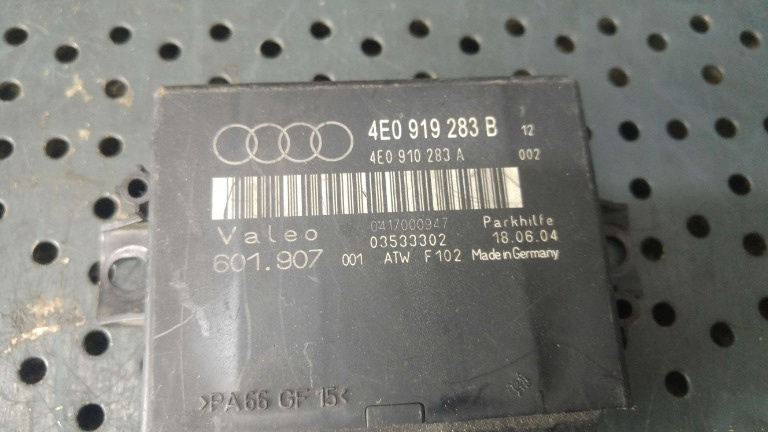 4E0 919 283 B 12
4E0 910 283 A 002
0417000947 Parkhilfe
Valeo 03533302 18.06.04
601.907 001 ATW F102 Made in Germany
>PA66 GF15<